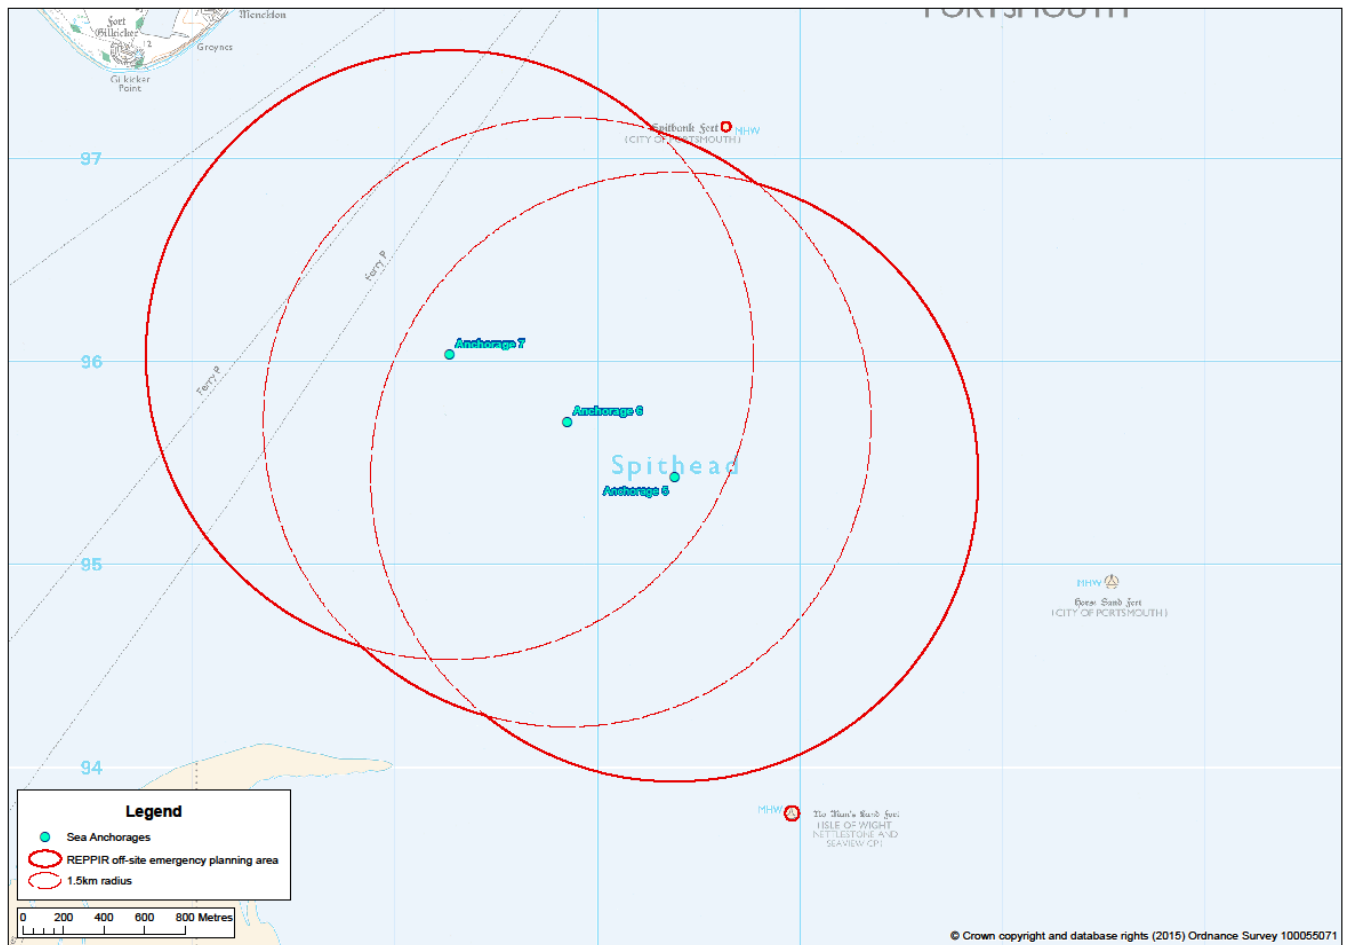 PORTSMOUTH
Monckton
Fort
Gilkicker
12
Groynes
Gilkicker
Point
Spitbank Fort
MHW
(CITY OF PORTSMOUTH)
97
Ferry P
Anchorage 7
96
Ferry P
Anchorage 6
Spithead
Anchorage 5
95
MHW
Horse Sand Fort
(CITY OF PORTSMOUTH)
94
MHW
No Man's Sand Fort
(ISLE OF WIGHT
NETTLESTONE AND
SEAVIEW CP)
Legend
Sea Anchorages
REPPIR off-site emergency planning area
1.5km radius
0 200 400 600 800 Metres
© Crown copyright and database rights (2015) Ordnance Survey 100055071